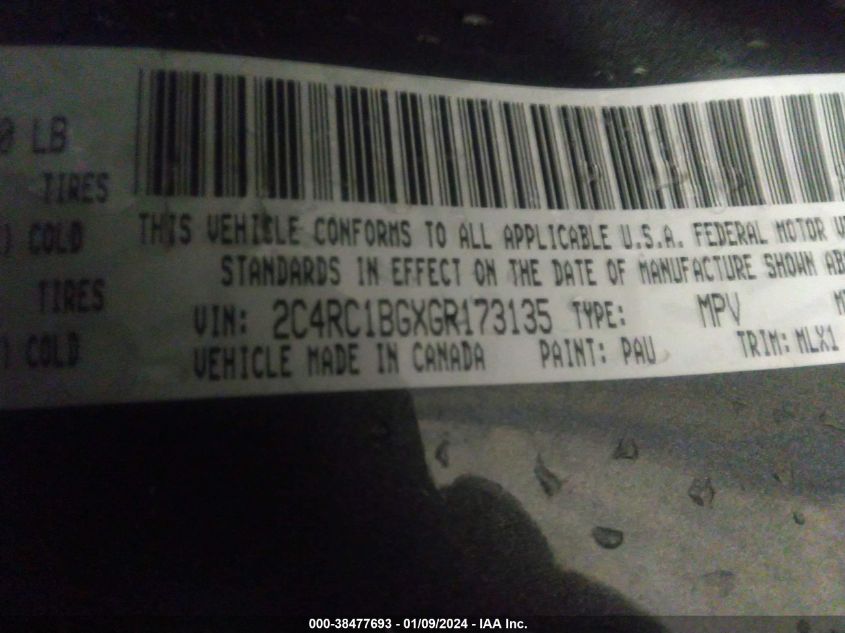 LB
TIRES
COLD
TIRES
COLD
THIS VEHICLE CONFORMS TO ALL APPLICABLE U.S.A. FEDERAL MOTOR
STANDARDS IN EFFECT ON THE DATE OF MANUFACTURE SHOWN
VIN: 2C4RC1BGXGR173135 TYPE: MPV
VEHICLE MADE IN CANADA PAINT: PAU TRIM: MLX1
000-38477693 - 01/09/2024 - IAA Inc.